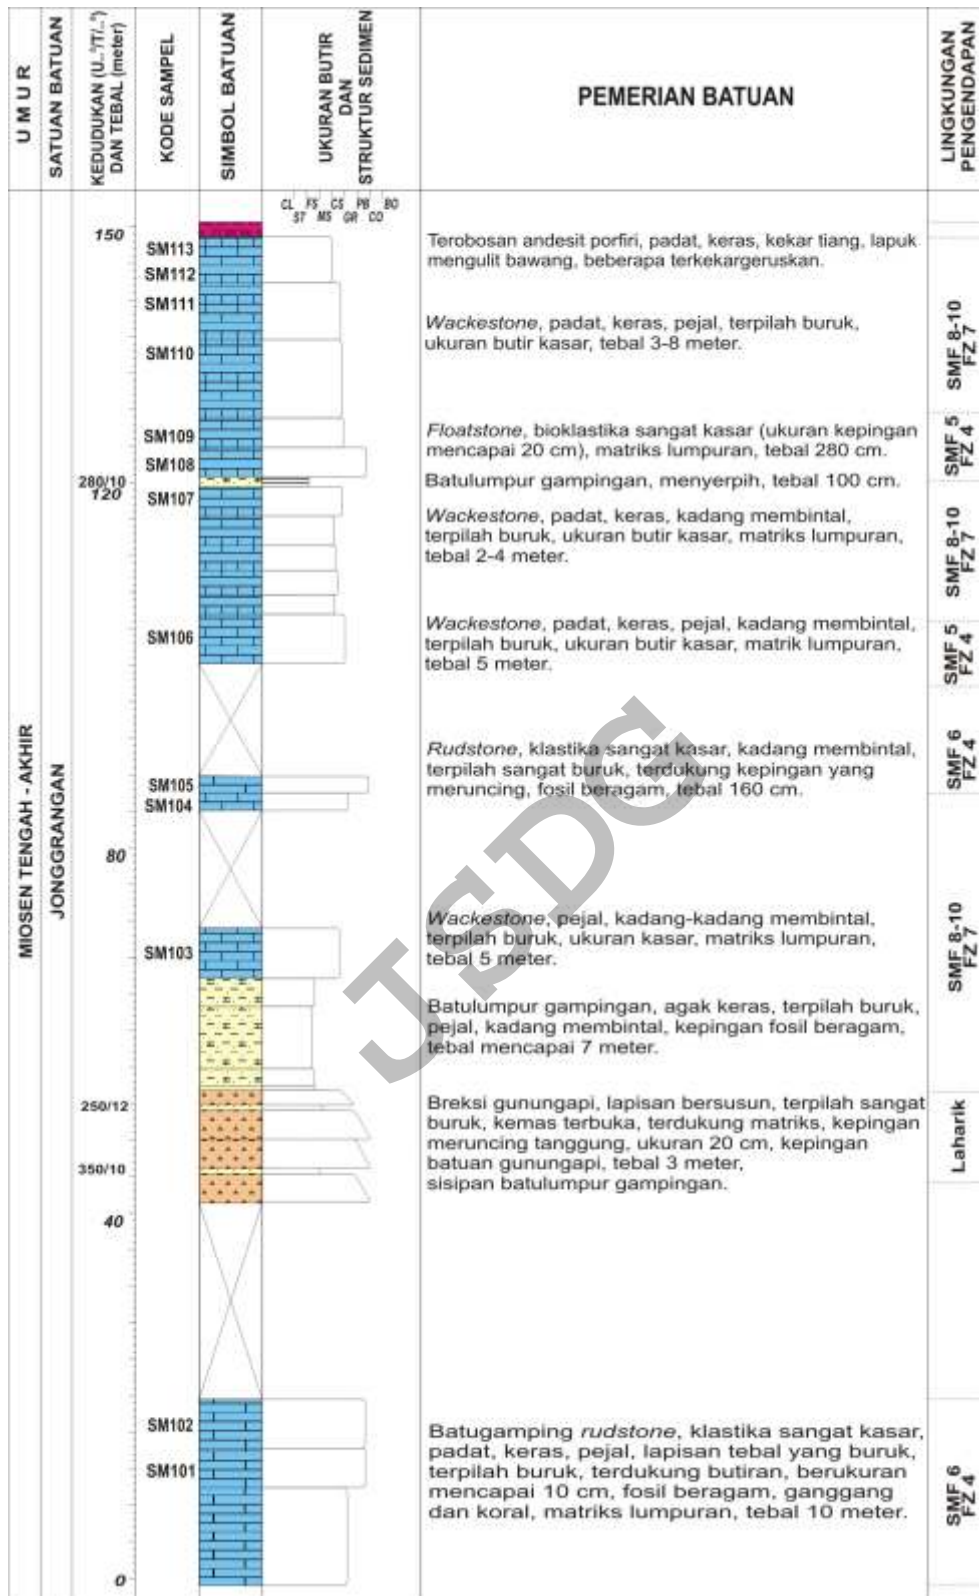 UMUR
SATUAN BATUAN
KEDUDUKAN (U..°/T/..°)
DAN TEBAL (meter)
KODE SAMPEL
SIMBOL BATUAN
UKURAN BUTIR
DAN
STRUKTUR SEDIMEN
PEMERIAN BATUAN
LINGKUNGAN
PENGENDAPAN
CL FS CS PB BO
ST MS GR CO
150
SM113
SM112
Terobosan andesit porfiri, padat, keras, kekar tiang, lapuk
mengulit bawang, beberapa terkekargeruskan.
SM111
SM110
Wackestone, padat, keras, pejal, terpilah buruk,
ukuran butir kasar, tebal 3-8 meter.
SMF 8-10
FZ 7
SM109
SM108
Floatstone, bioklastika sangat kasar (ukuran kepingan
mencapai 20 cm), matriks lumpuran, tebal 280 cm.
SMF 5
FZ 4
280/10
120
Batulumpur gampingan, menyerpih, tebal 100 cm.
SM107
Wackestone, padat, keras, kadang membintal,
terpilah buruk, ukuran butir kasar, matriks lumpuran,
tebal 2-4 meter.
SMF 8-10
FZ 7
SM106
Wackestone, padat, keras, pejal, kadang membintal,
terpilah buruk, ukuran butir kasar, matrik lumpuran,
tebal 5 meter.
SMF 5
FZ 4
MIOSEN TENGAH - AKHIR
JONGGRANGAN
SM105
SM104
Rudstone, klastika sangat kasar, kadang membintal,
terpilah sangat buruk, terdukung kepingan yang
meruncing, fosil beragam, tebal 160 cm.
SMF 6
FZ 4
80
SM103
Wackestone, pejal, kadang-kadang membintal,
terpilah buruk, ukuran kasar, matriks lumpuran,
tebal 5 meter.
SMF 8-10
FZ 7
Batulumpur gampingan, agak keras, terpilah buruk,
pejal, kadang membintal, kepingan fosil beragam,
tebal mencapai 7 meter.
250/12
350/10
Breksi gunungapi, lapisan bersusun, terpilah sangat
buruk, kemas terbuka, terdukung matriks, kepingan
meruncing tanggung, ukuran 20 cm, kepingan
batuan gunungapi, tebal 3 meter,
sisipan batulumpur gampingan.
Laharik
40
SM102
SM101
Batugamping rudstone, klastika sangat kasar,
padat, keras, pejal, lapisan tebal yang buruk,
terpilah buruk, terdukung butiran, berukuran
mencapai 10 cm, fosil beragam, ganggang
dan koral, matriks lumpuran, tebal 10 meter.
SMF 6
FZ 4
0
JSDG